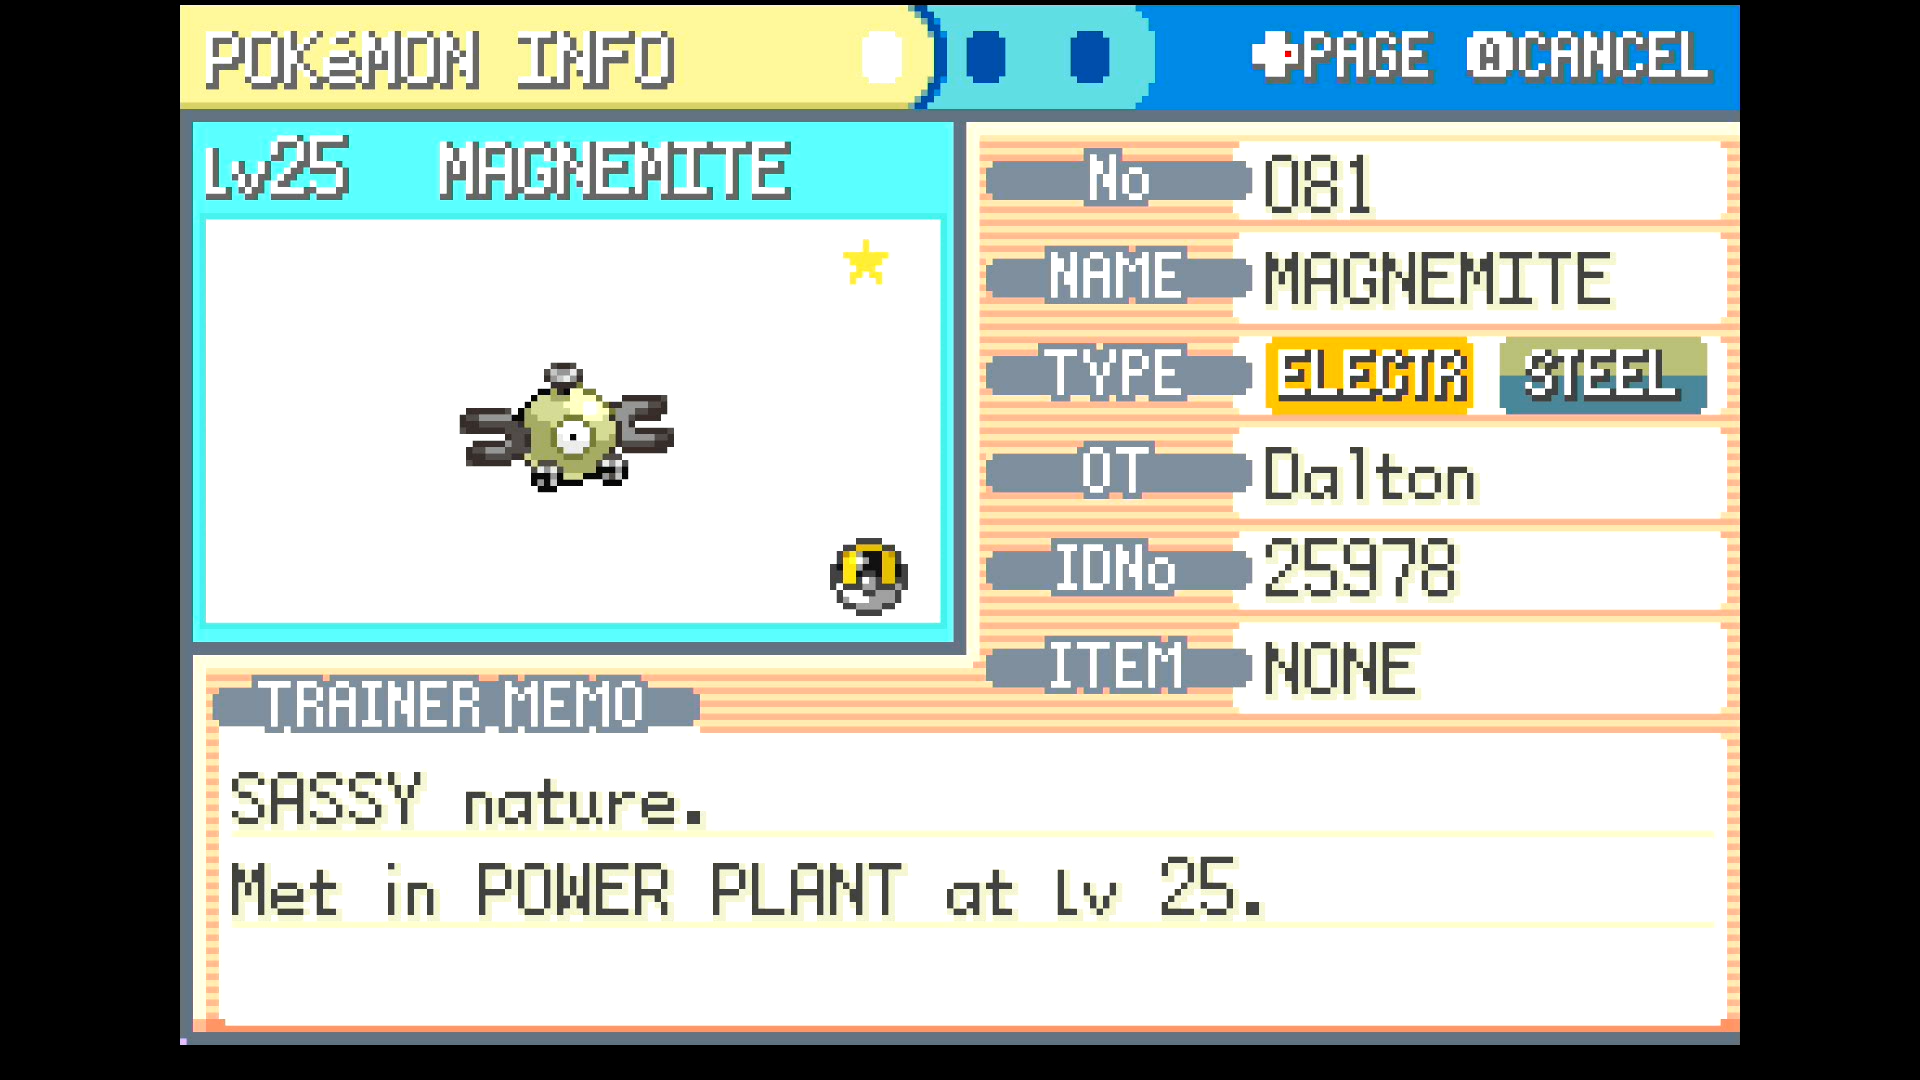 POKéMON INFO
PAGE ACANCEL
Lv25 MAGNEMITE
No 081
NAME MAGNEMITE
TYPE ELECTR STEEL
OT Dalton
IDNo 25978
ITEM NONE
TRAINER MEMO
SASSY nature.
Met in POWER PLANT at Lv 25.